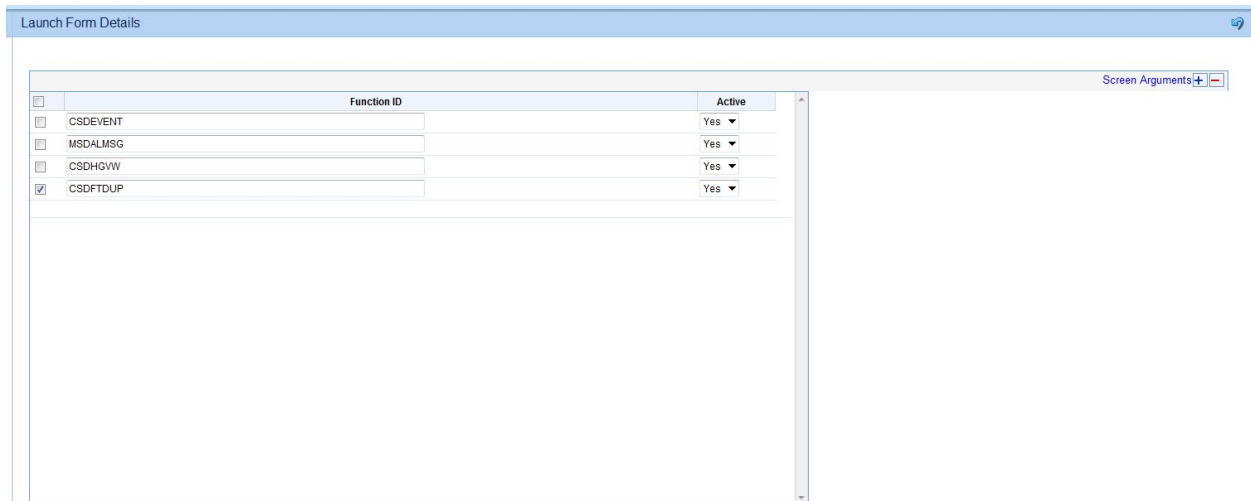 Launch Form Details
Screen Arguments
Function ID Active
CSDEVENT Yes
MSDALMSG Yes
CSDHGVW Yes
CSDFTDUP Yes